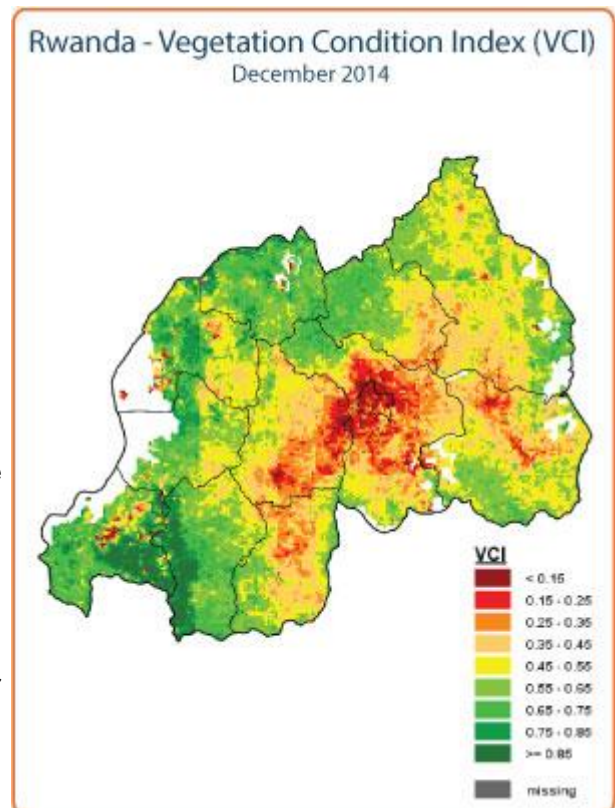 Rwanda - Vegetation Condition Index (VCI)
December 2014
VCI
< 0.15
0.15 - 0.25
0.25 - 0.35
0.35 - 0.45
0.45 - 0.55
0.55 - 0.65
0.65 - 0.75
0.75 - 0.85
>= 0.85
missing